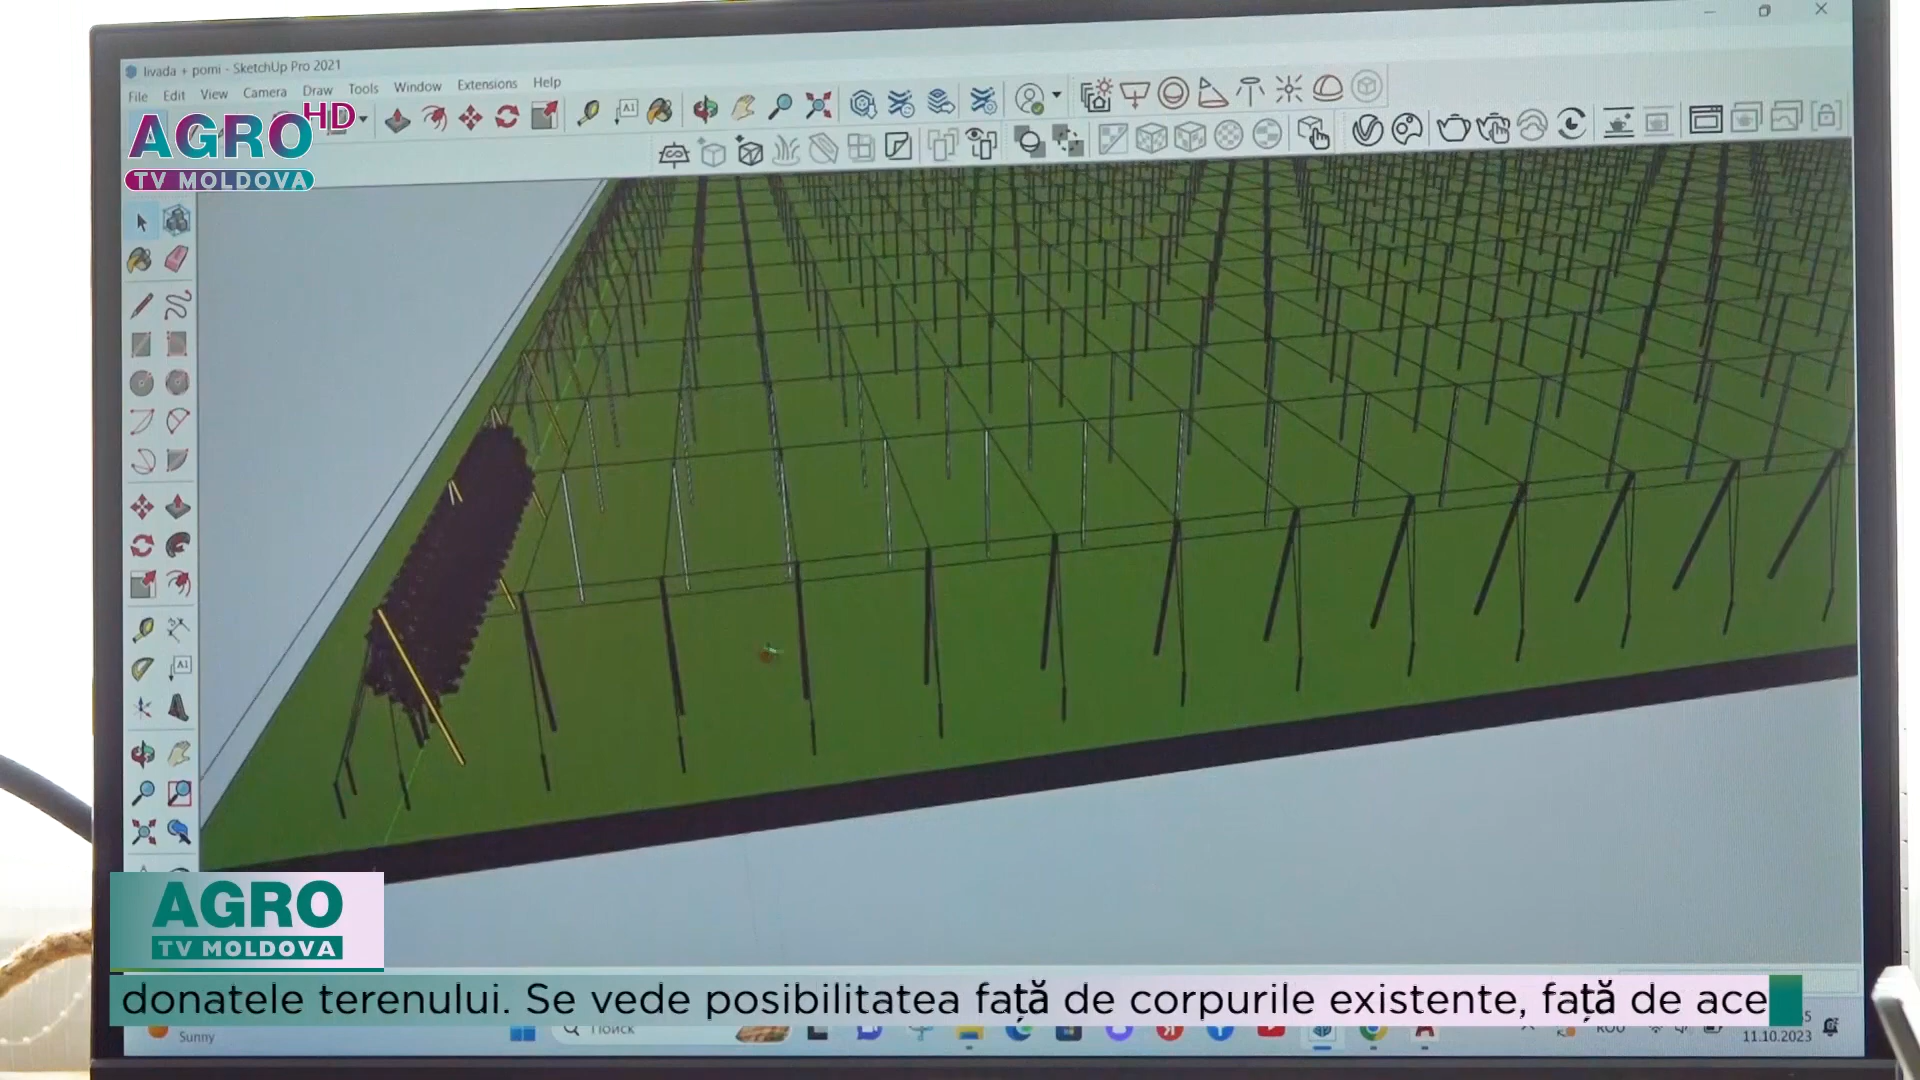 livada + pomi - SketchUp Pro 2021
File Edit View Camera Draw Tools Window Extensions Help
AGRO HD
TV MOLDOVA
AGRO
TV MOLDOVA
donatele terenului. Se vede posibilitatea față de corpurile existente, față de ace
Sunny
Поиск
ROU
11.10.2023